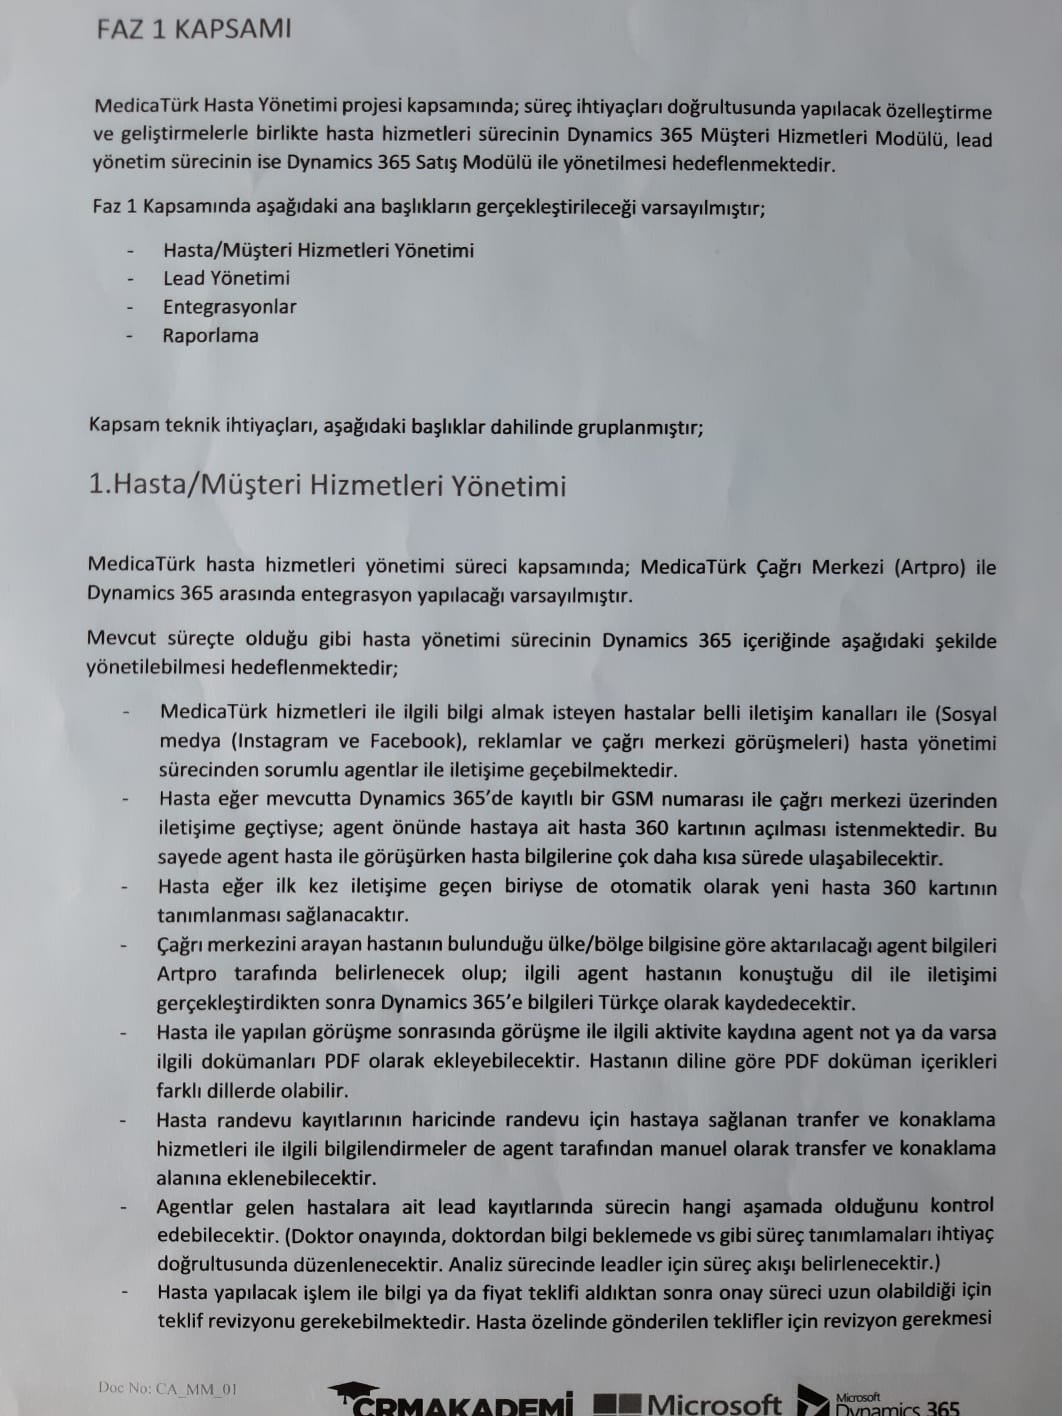 FAZ 1 KAPSAMI
MedicaTürk Hasta Yönetimi projesi kapsamında; süreç ihtiyaçları doğrultusunda yapılacak özelleştirme
ve geliştirmelerle birlikte hasta hizmetleri sürecinin Dynamics 365 Müşteri Hizmetleri Modülü, lead
yönetim sürecinin ise Dynamics 365 Satış Modülü ile yönetilmesi hedeflenmektedir.
Faz 1 Kapsamında aşağıdaki ana başlıkların gerçekleştirileceği varsayılmıştır;
- Hasta/Müşteri Hizmetleri Yönetimi
- Lead Yönetimi
- Entegrasyonlar
- Raporlama
Kapsam teknik ihtiyaçları, aşağıdaki başlıklar dahilinde gruplanmıştır;
1.Hasta/Müşteri Hizmetleri Yönetimi
MedicaTürk hasta hizmetleri yönetimi süreci kapsamında; MedicaTürk Çağrı Merkezi (Artpro) ile
Dynamics 365 arasında entegrasyon yapılacağı varsayılmıştır.
Mevcut süreçte olduğu gibi hasta yönetimi sürecinin Dynamics 365 içeriğinde aşağıdaki şekilde
yönetilebilmesi hedeflenmektedir;
- MedicaTürk hizmetleri ile ilgili bilgi almak isteyen hastalar belli iletişim kanalları ile (Sosyal
medya (Instagram ve Facebook), reklamlar ve çağrı merkezi görüşmeleri) hasta yönetimi
sürecinden sorumlu agentlar ile iletişime geçebilmektedir.
- Hasta eğer mevcutta Dynamics 365’de kayıtlı bir GSM numarası ile çağrı merkezi üzerinden
iletişime geçtiyse; agent önünde hastaya ait hasta 360 kartının açılması istenmektedir. Bu
sayede agent hasta ile görüşürken hasta bilgilerine çok daha kısa sürede ulaşabilecektir.
- Hasta eğer ilk kez iletişime geçen biriyse de otomatik olarak yeni hasta 360 kartının
tanımlanması sağlanacaktır.
- Çağrı merkezini arayan hastanın bulunduğu ülke/bölge bilgisine göre aktarılacağı agent bilgileri
Artpro tarafında belirlenecek olup; ilgili agent hastanın konuştuğu dil ile iletişimi
gerçekleştirdikten sonra Dynamics 365’e bilgileri Türkçe olarak kaydedecektir.
- Hasta ile yapılan görüşme sonrasında görüşme ile ilgili aktivite kaydına agent not ya da varsa
ilgili dokümanları PDF olarak ekleyebilecektir. Hastanın diline göre PDF doküman içerikleri
farklı dillerde olabilir.
- Hasta randevu kayıtlarının haricinde randevu için hastaya sağlanan tranfer ve konaklama
hizmetleri ile ilgili bilgilendirmeler de agent tarafından manuel olarak transfer ve konaklama
alanına eklenebilecektir.
- Agentlar gelen hastalara ait lead kayıtlarında sürecin hangi aşamada olduğunu kontrol
edebilecektir. (Doktor onayında, doktordan bilgi beklemede vs gibi süreç tanımlamaları ihtiyaç
doğrultusunda düzenlenecektir. Analiz sürecinde leadler için süreç akışı belirlenecektir.)
- Hasta yapılacak işlem ile bilgi ya da fiyat teklifi aldıktan sonra onay süreci uzun olabildiği için
teklif revizyonu gerekebilmektedir. Hasta özelinde gönderilen teklifler için revizyon gerekmesi
Doc No: CA_MM_01
CRMAKADEMİ
Microsoft
Microsoft
Dynamics 365